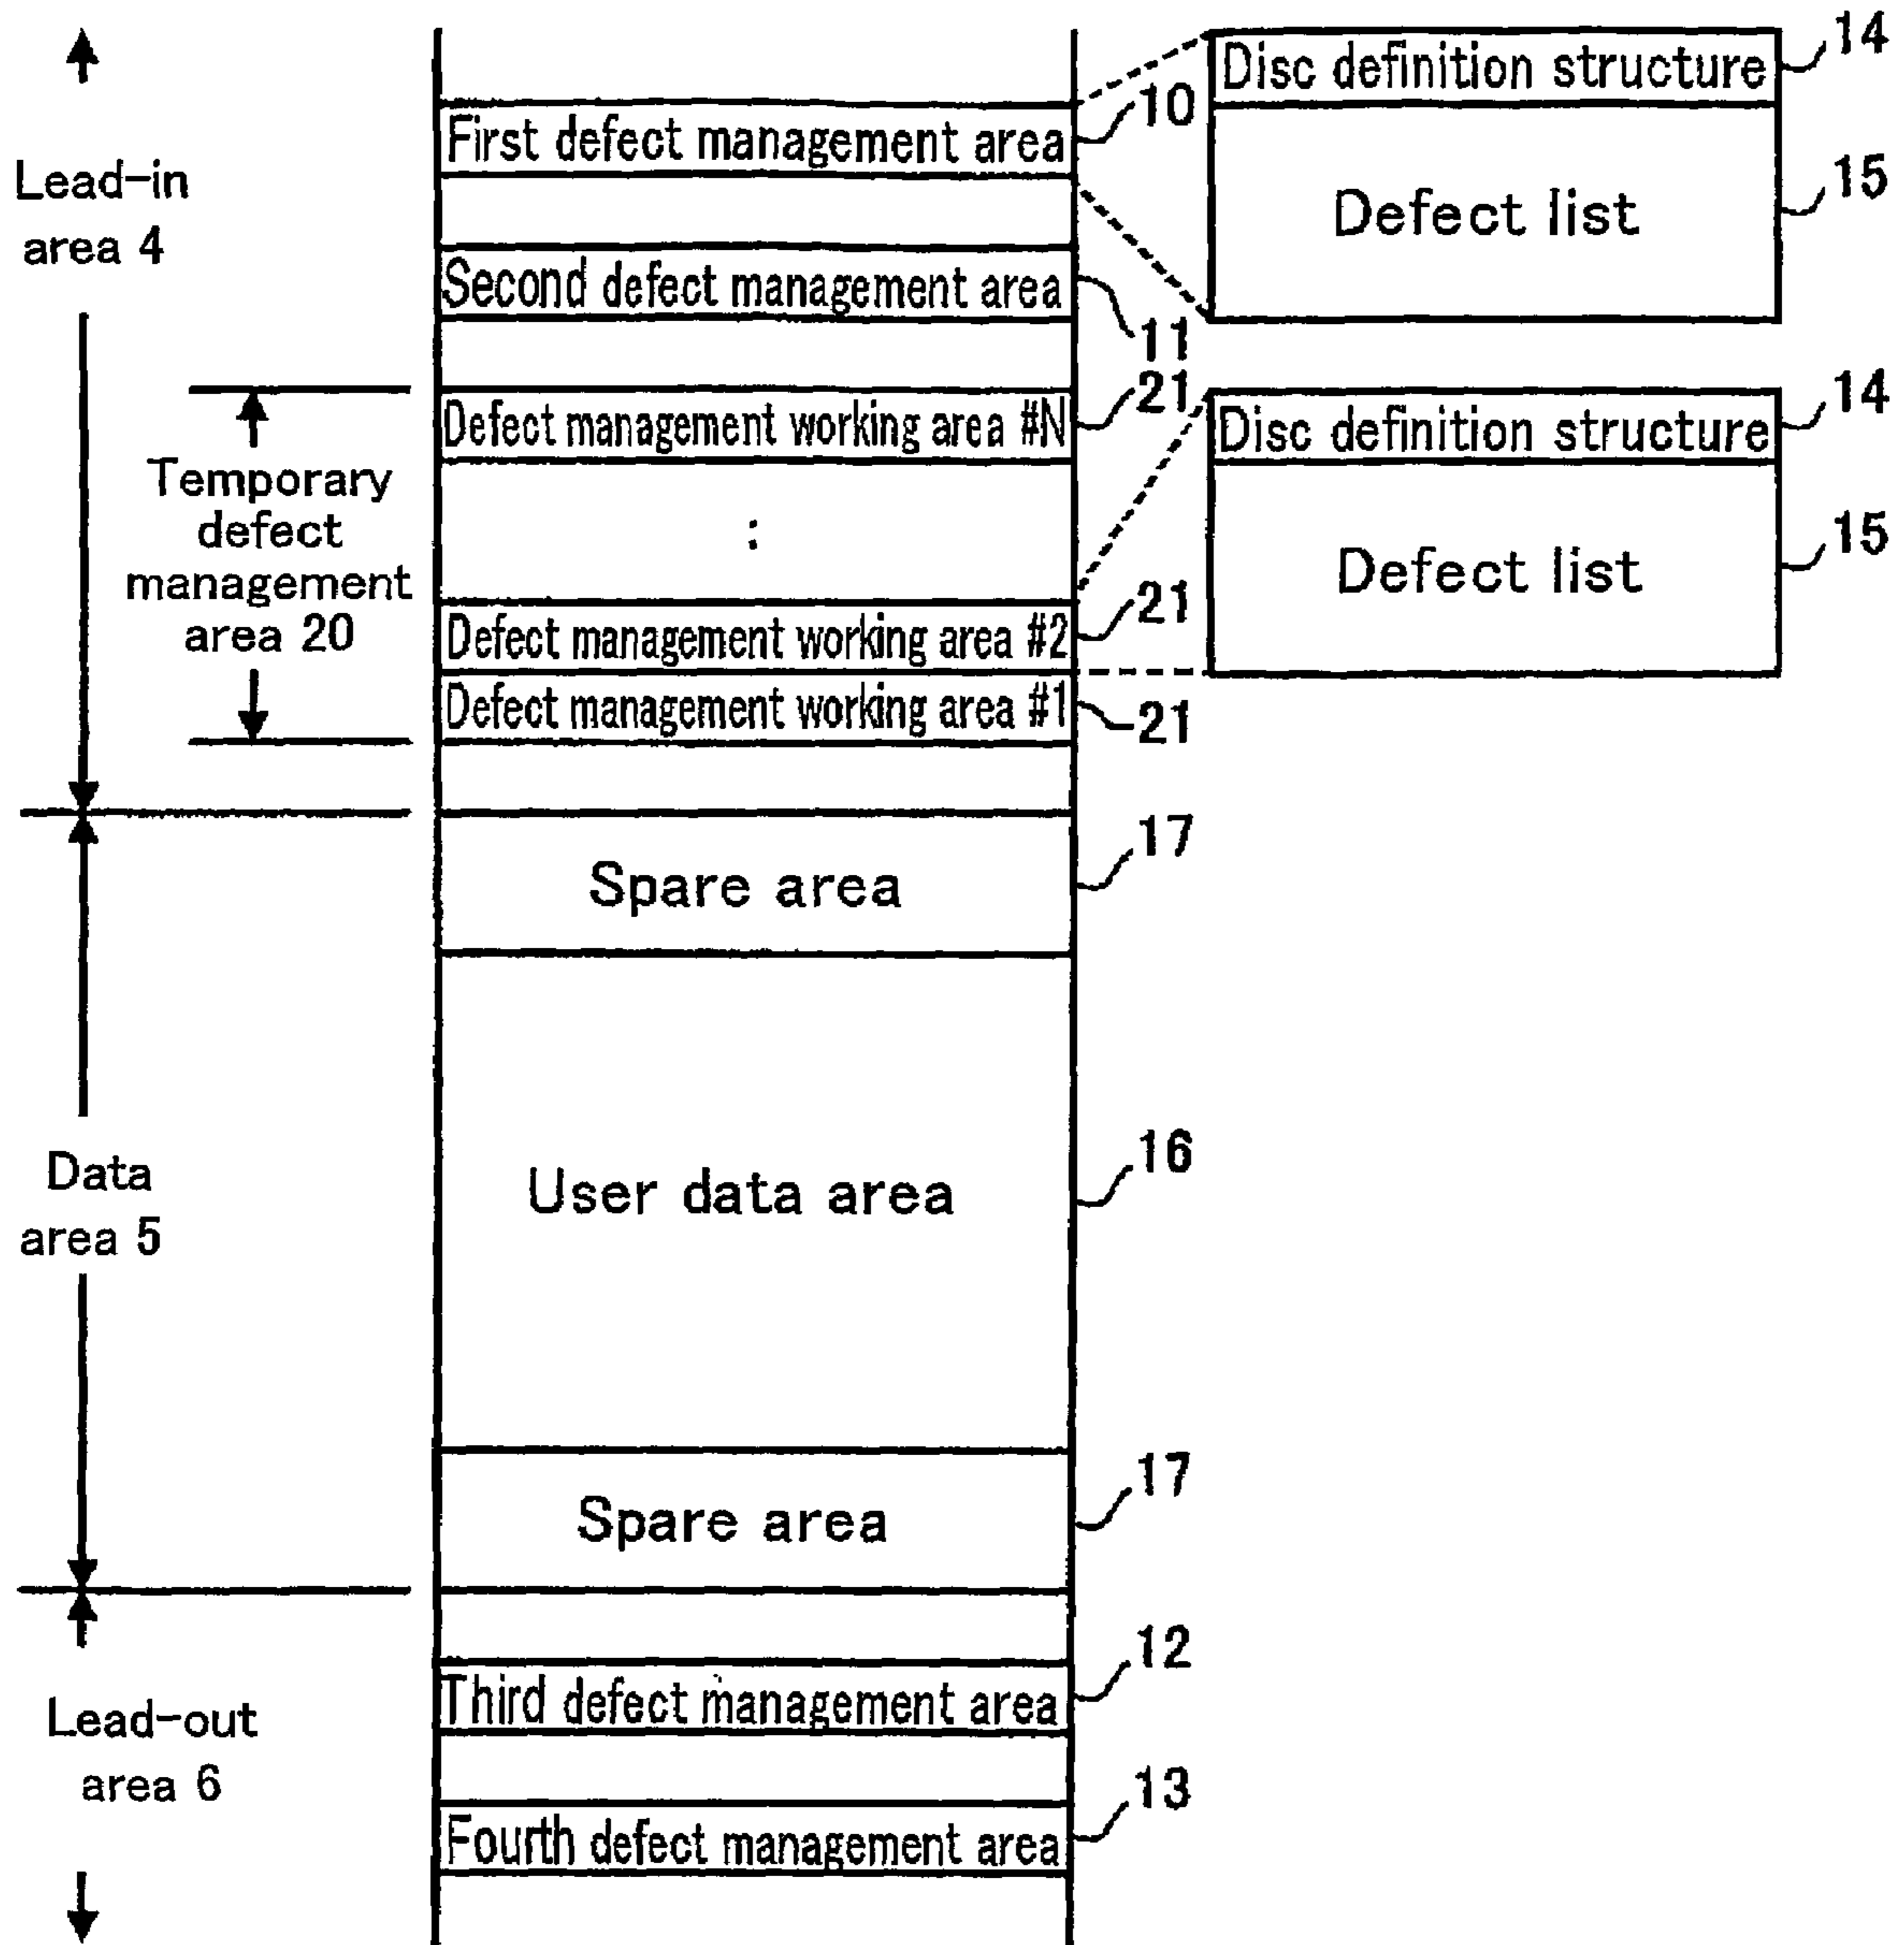 Disc definition structure 14
First defect management area 10
Lead-in
area 4
Defect list 15
Second defect management area 11
Defect management working area #N 21
Disc definition structure 14
Temporary
defect
management
area 20
:
Defect list 15
Defect management working area #2 21
Defect management working area #1 21
Spare area 17
User data area 16
Data
area 5
Spare area 17
Third defect management area 12
Lead-out
area 6
Fourth defect management area 13